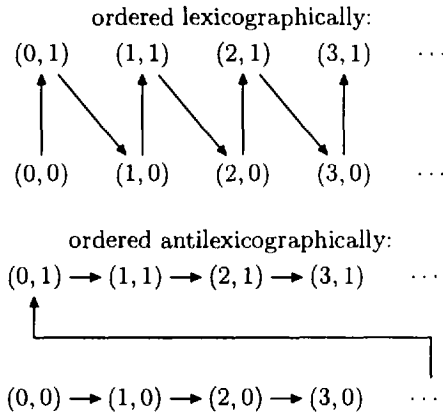 ordered lexicographically:
(0, 1) (1, 1) (2, 1) (3, 1) ···
(0, 0) (1, 0) (2, 0) (3, 0) ···
ordered antilexicographically:
(0, 1) → (1, 1) → (2, 1) → (3, 1) ···
(0, 0) → (1, 0) → (2, 0) → (3, 0) ···